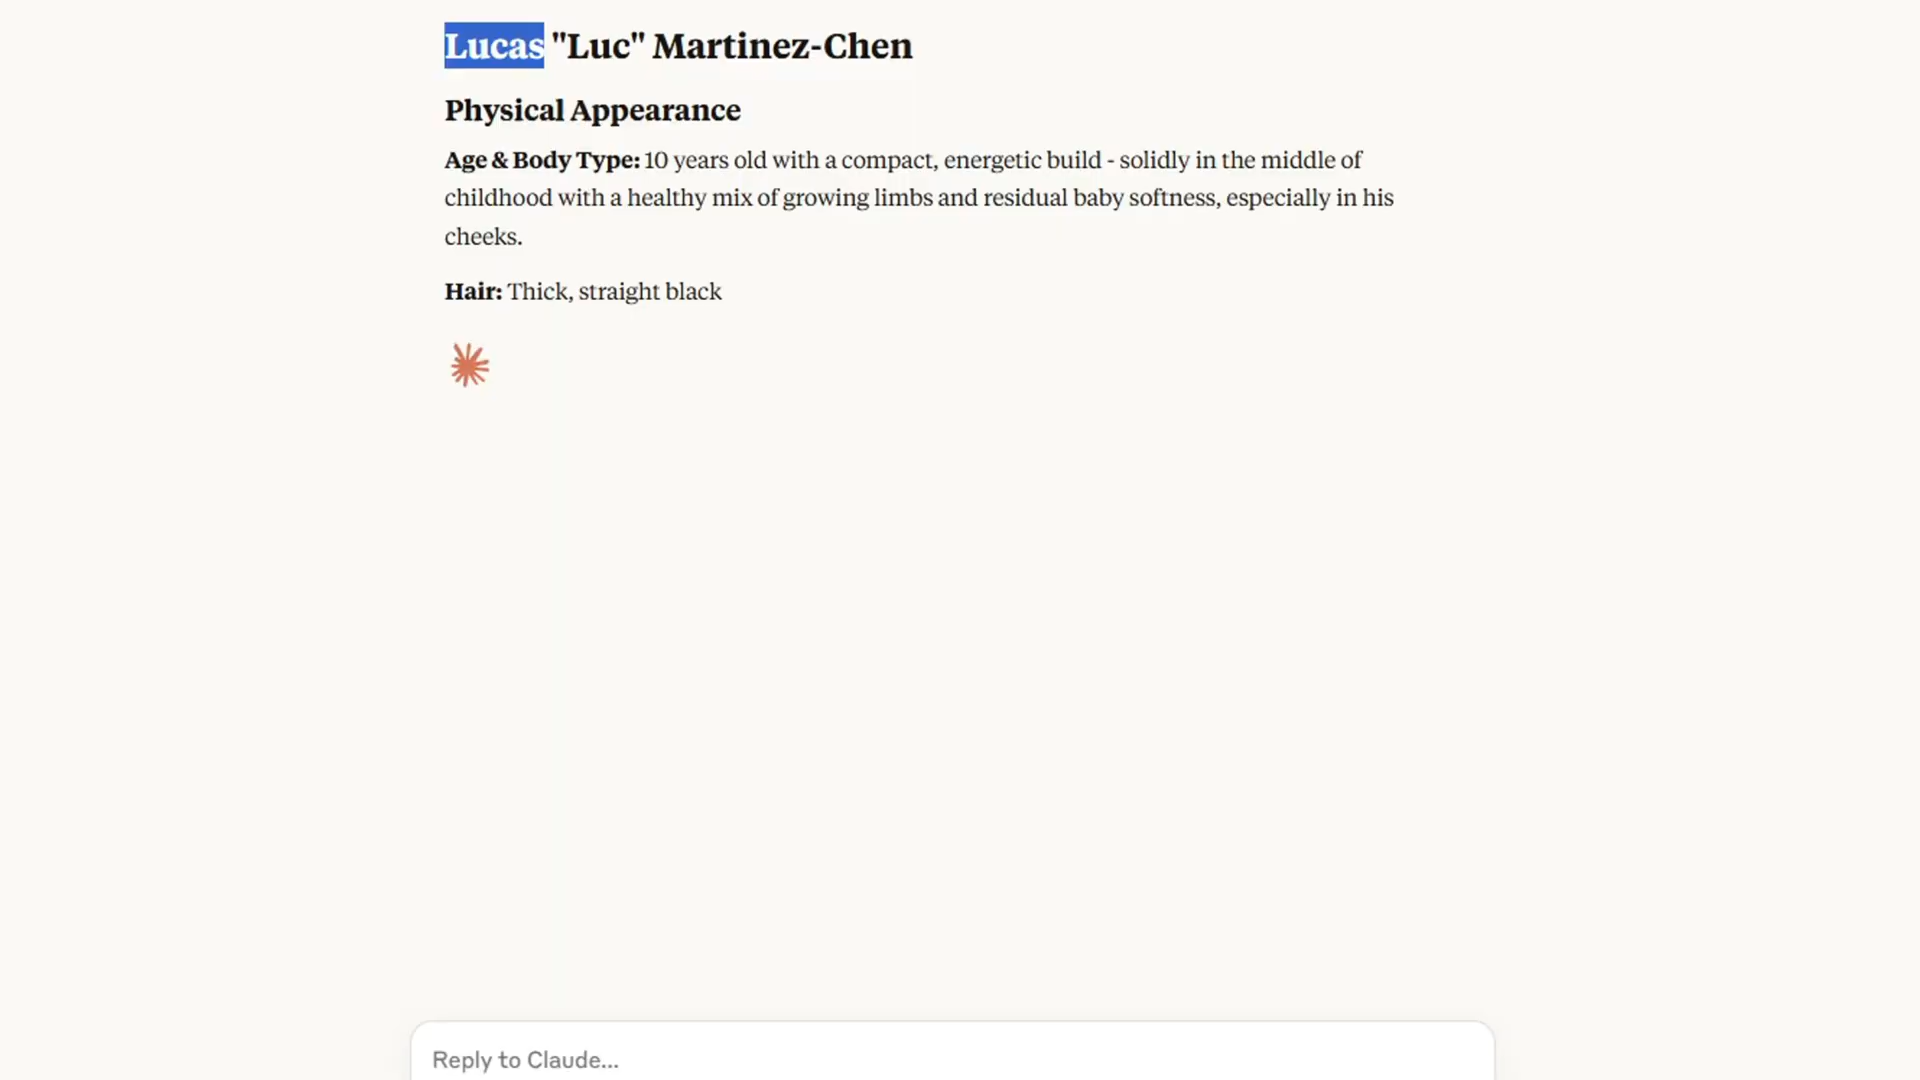 Lucas "Luc" Martinez-Chen
Physical Appearance
Age & Body Type: 10 years old with a compact, energetic build - solidly in the middle of
childhood with a healthy mix of growing limbs and residual baby softness, especially in his
cheeks.
Hair: Thick, straight black
Reply to Claude...